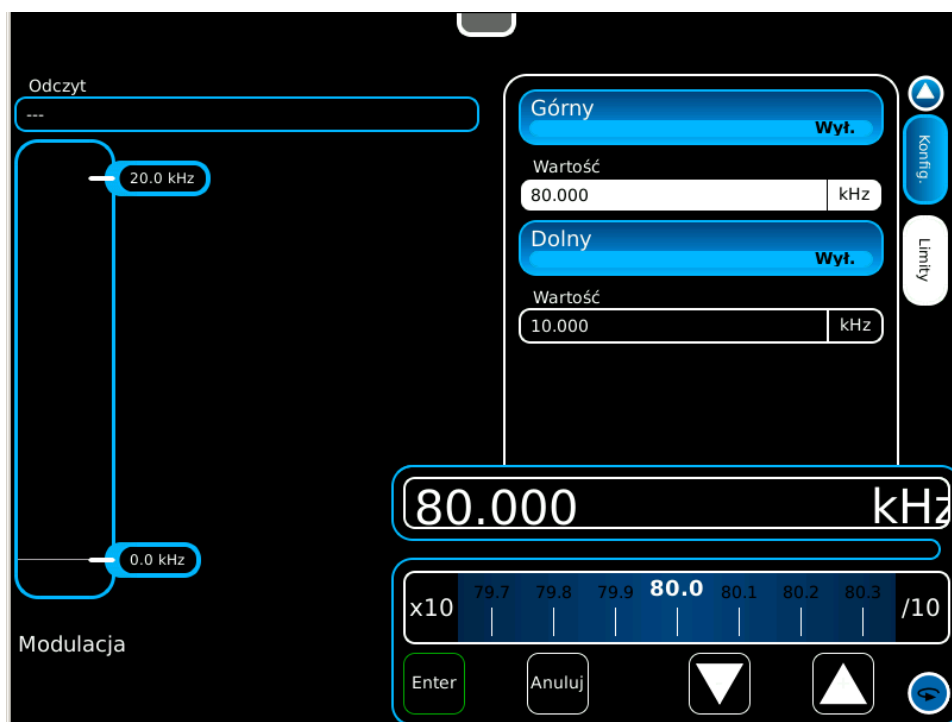 Odczyt
---
20.0 kHz
0.0 kHz
Modulacja
Górny
Wył.
Wartość
80.000 kHz
Dolny
Wył.
Wartość
10.000 kHz
Konfig.
Limity
80.000 kHz
x10 79.7 79.8 79.9 80.0 80.1 80.2 80.3 /10
Enter Anuluj